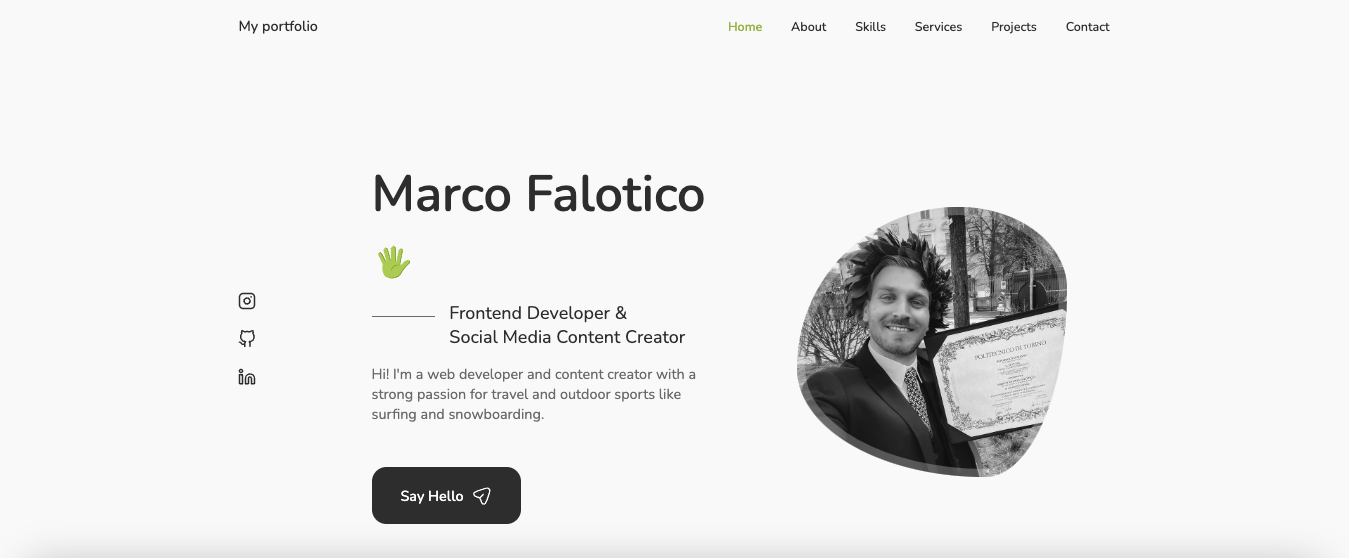 My portfolio
Home About Skills Services Projects Contact
Marco Falotico
Frontend Developer &
Social Media Content Creator
Hi! I'm a web developer and content creator with a
strong passion for travel and outdoor sports like
surfing and snowboarding.
Say Hello
POLITECNICO DI TORINO